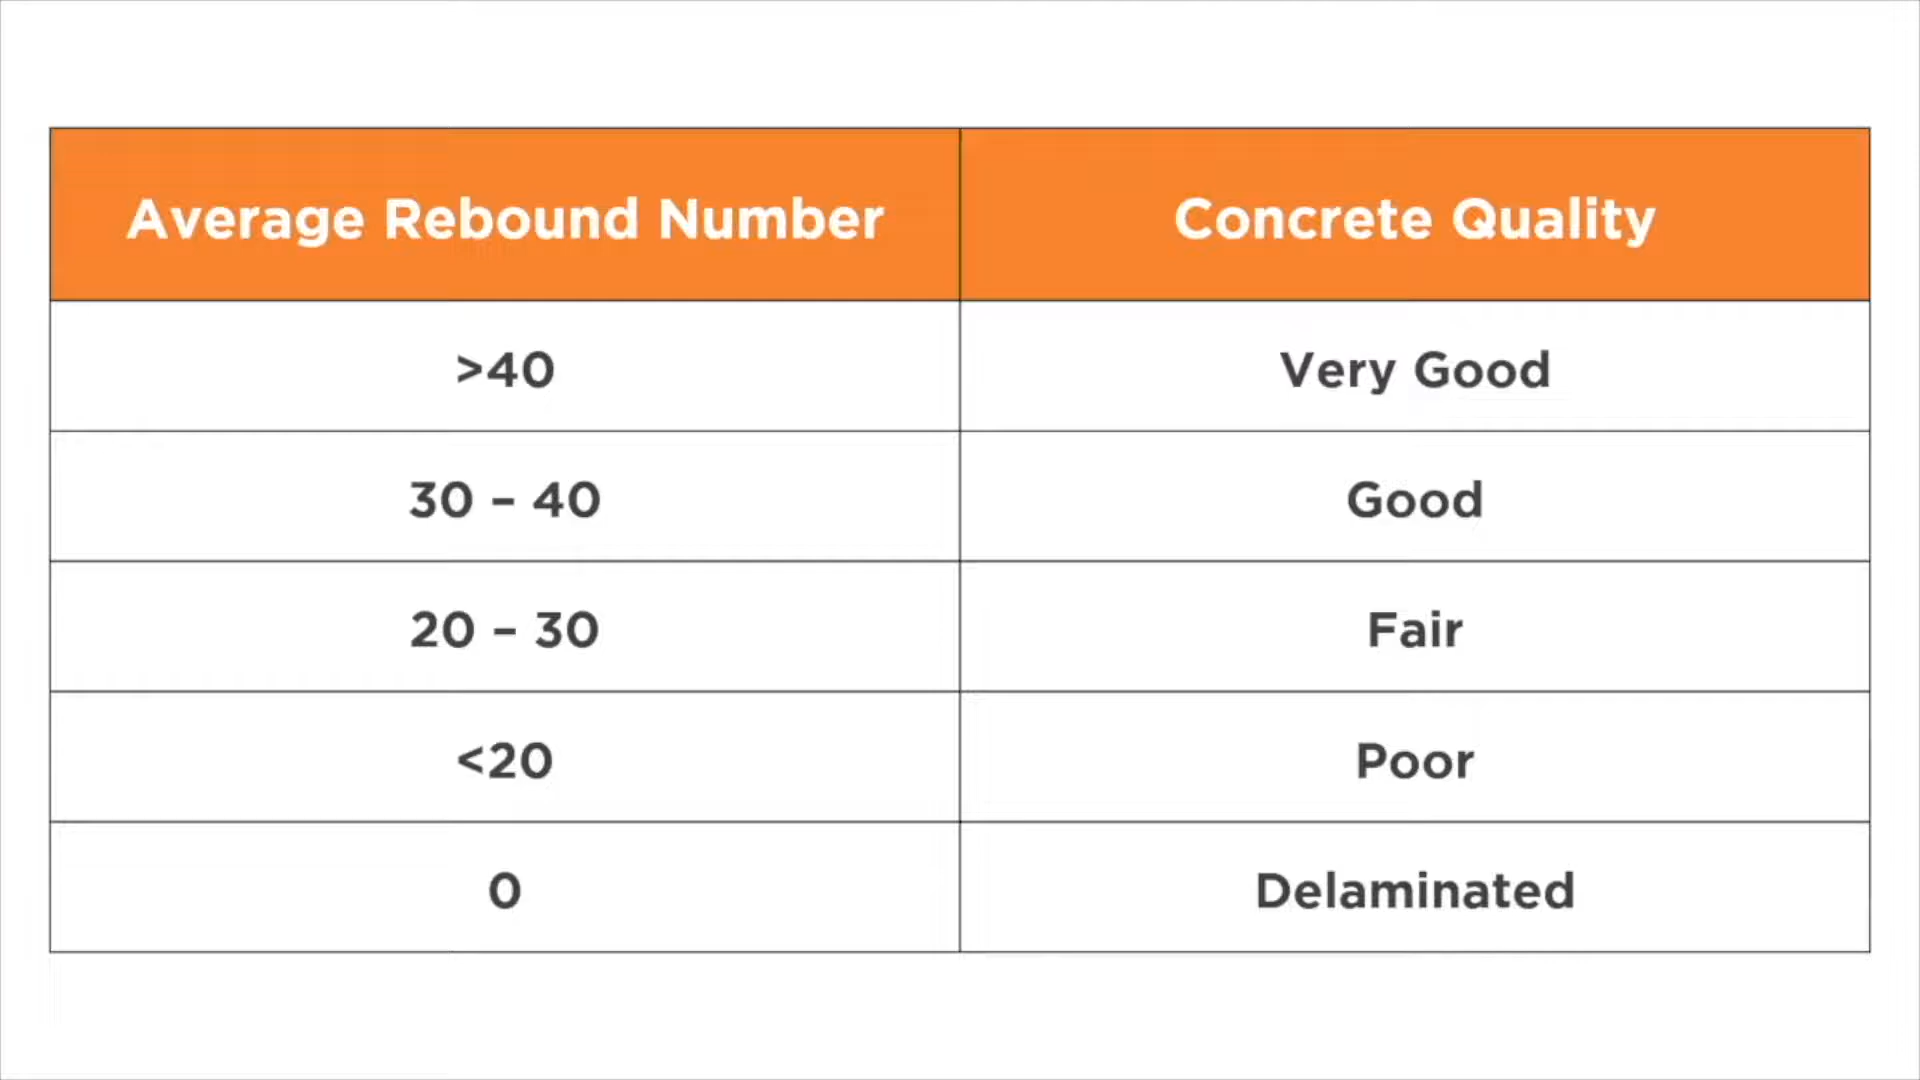 Average Rebound Number Concrete Quality
>40 Very Good
30 – 40 Good
20 – 30 Fair
<20 Poor
0 Delaminated